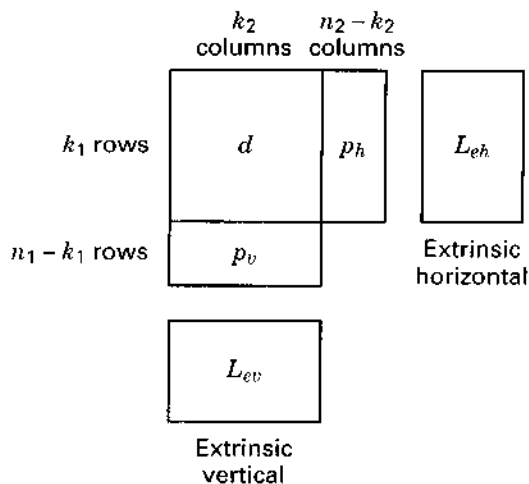 k₂ columns
n₂ – k₂ columns
k₁ rows
d
pₕ
Lₑₕ
n₁ – k₁ rows
pᵥ
Extrinsic
horizontal
Lₑᵥ
Extrinsic
vertical